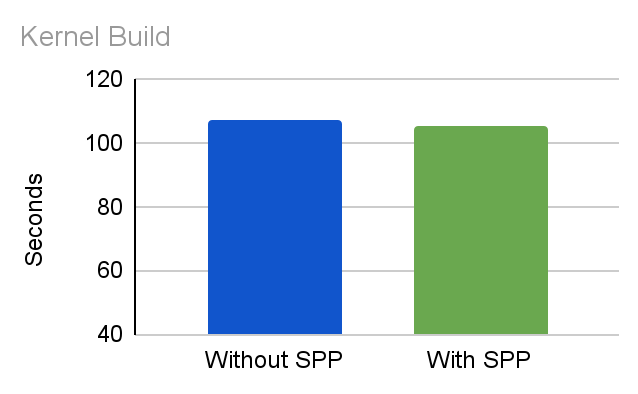 Kernel Build
120
100
80
60
40
Seconds
Without SPP
With SPP